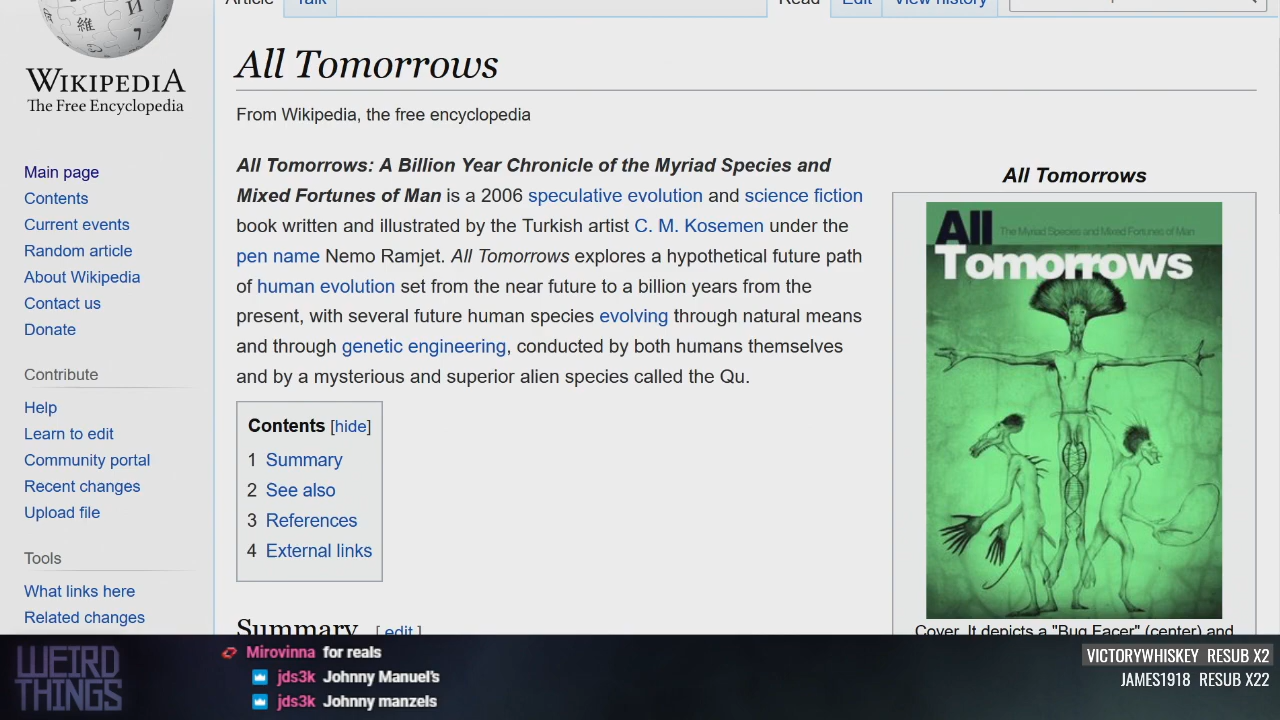 Article Talk Read Edit View history
WIKIPEDIA
The Free Encyclopedia
Main page
Contents
Current events
Random article
About Wikipedia
Contact us
Donate
Contribute
Help
Learn to edit
Community portal
Recent changes
Upload file
Tools
What links here
Related changes
All Tomorrows
From Wikipedia, the free encyclopedia
All Tomorrows: A Billion Year Chronicle of the Myriad Species and
Mixed Fortunes of Man is a 2006 speculative evolution and science fiction
book written and illustrated by the Turkish artist C. M. Kosemen under the
pen name Nemo Ramjet. All Tomorrows explores a hypothetical future path
of human evolution set from the near future to a billion years from the
present, with several future human species evolving through natural means
and through genetic engineering, conducted by both humans themselves
and by a mysterious and superior alien species called the Qu.
Contents [hide]
1 Summary
2 See also
3 References
4 External links
Summary [ edit ]
All Tomorrows
All The Myriad Species and Mixed Fortunes of Man
Tomorrows
Cover. It depicts a "Bug Facer" (center) and
WEIRD
THINGS
Mirovinna for reals
jds3k Johnny Manuel's
jds3k Johnny manzels
VICTORYWHISKEY RESUB X2
JAMES1918 RESUB X22